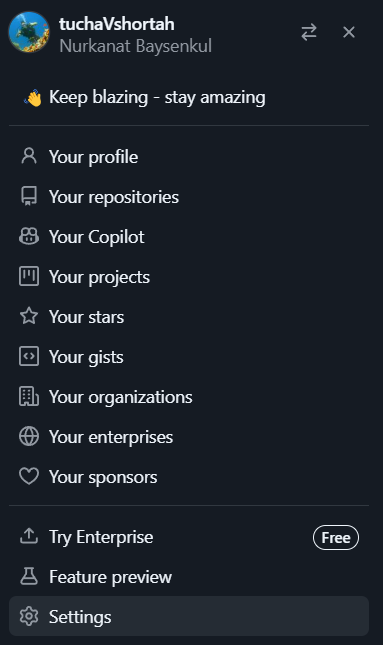 tuchaVshortah
Nurkanat Baysenkul
👋 Keep blazing - stay amazing
Your profile
Your repositories
Your Copilot
Your projects
Your stars
Your gists
Your organizations
Your enterprises
Your sponsors
Try Enterprise Free
Feature preview
Settings